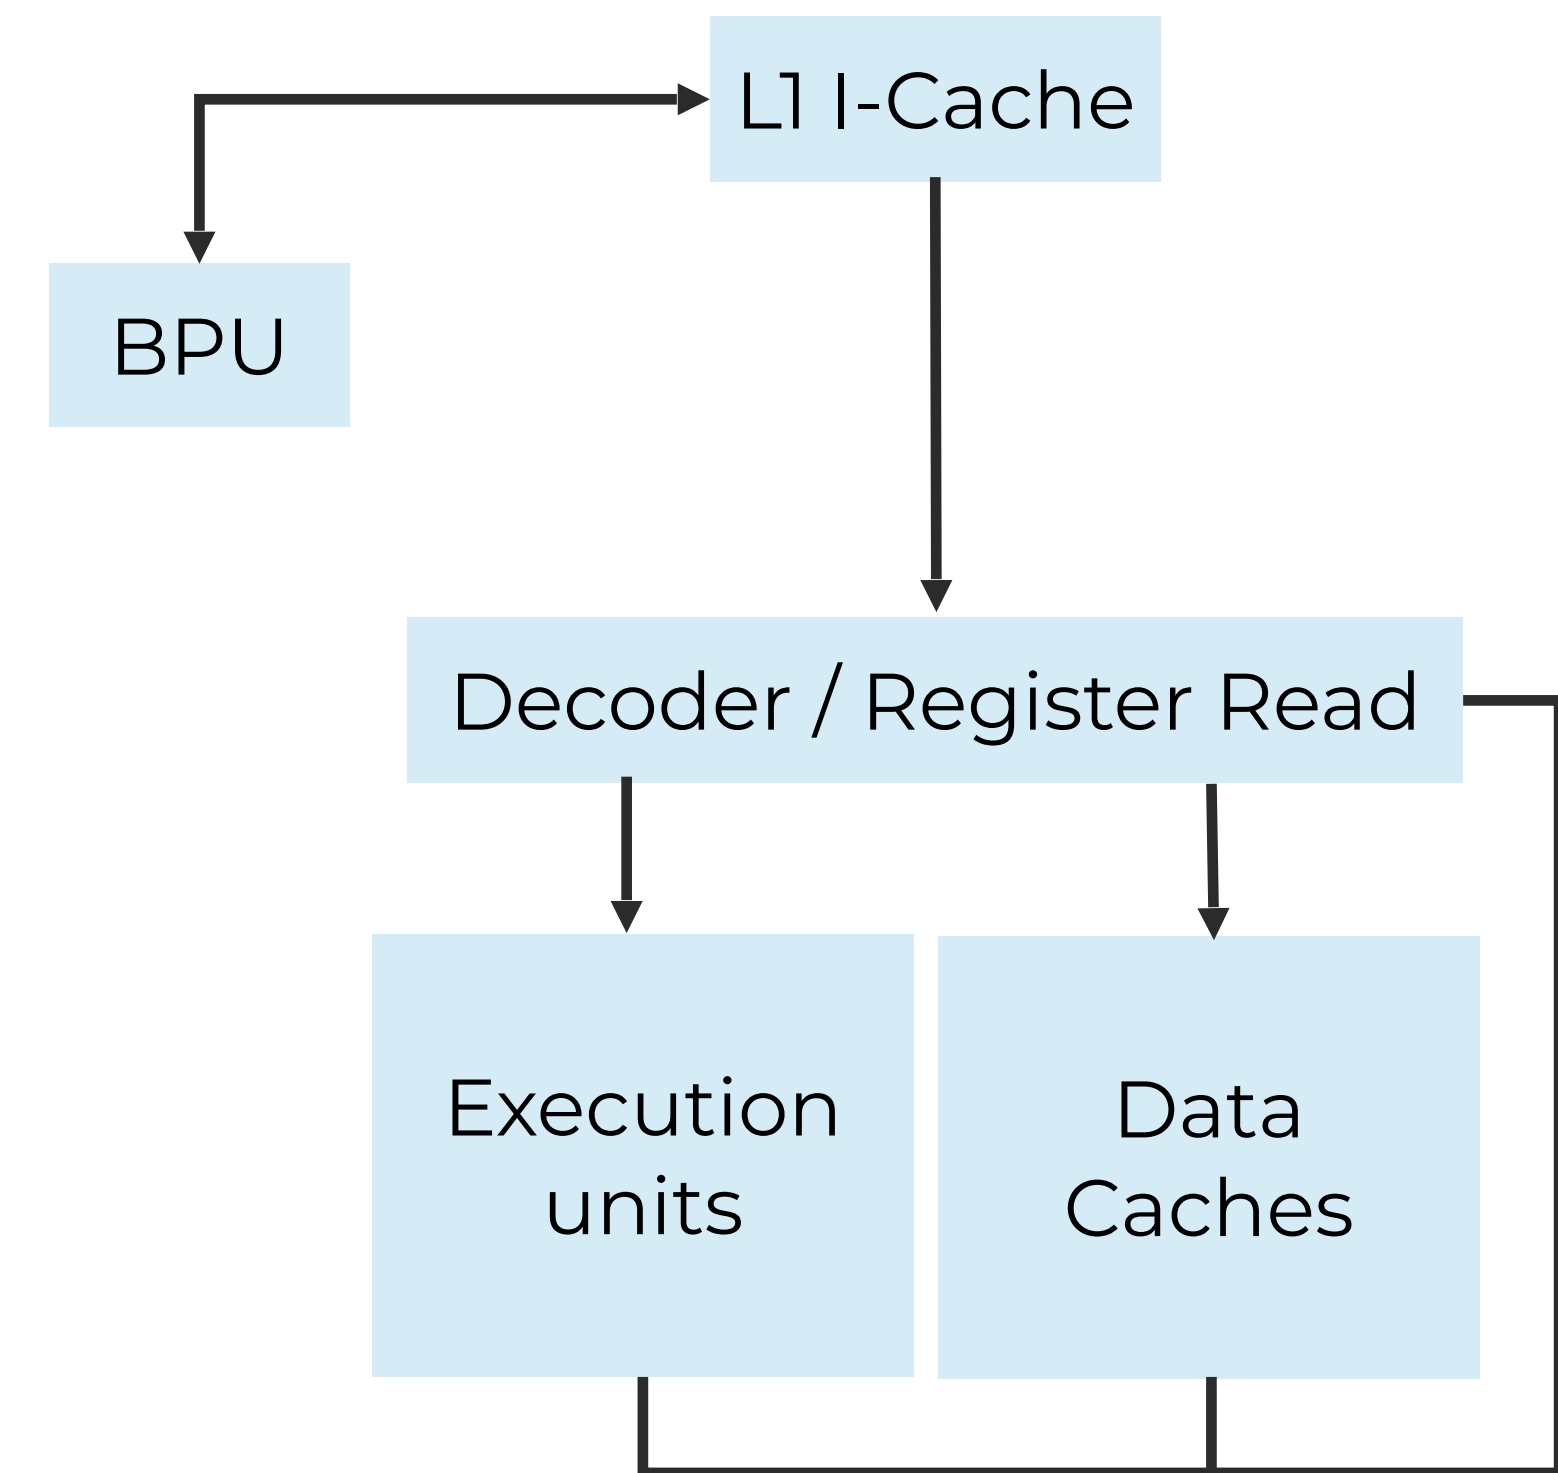 L1 I-Cache
BPU
Decoder / Register Read
Execution
units
Data
Caches